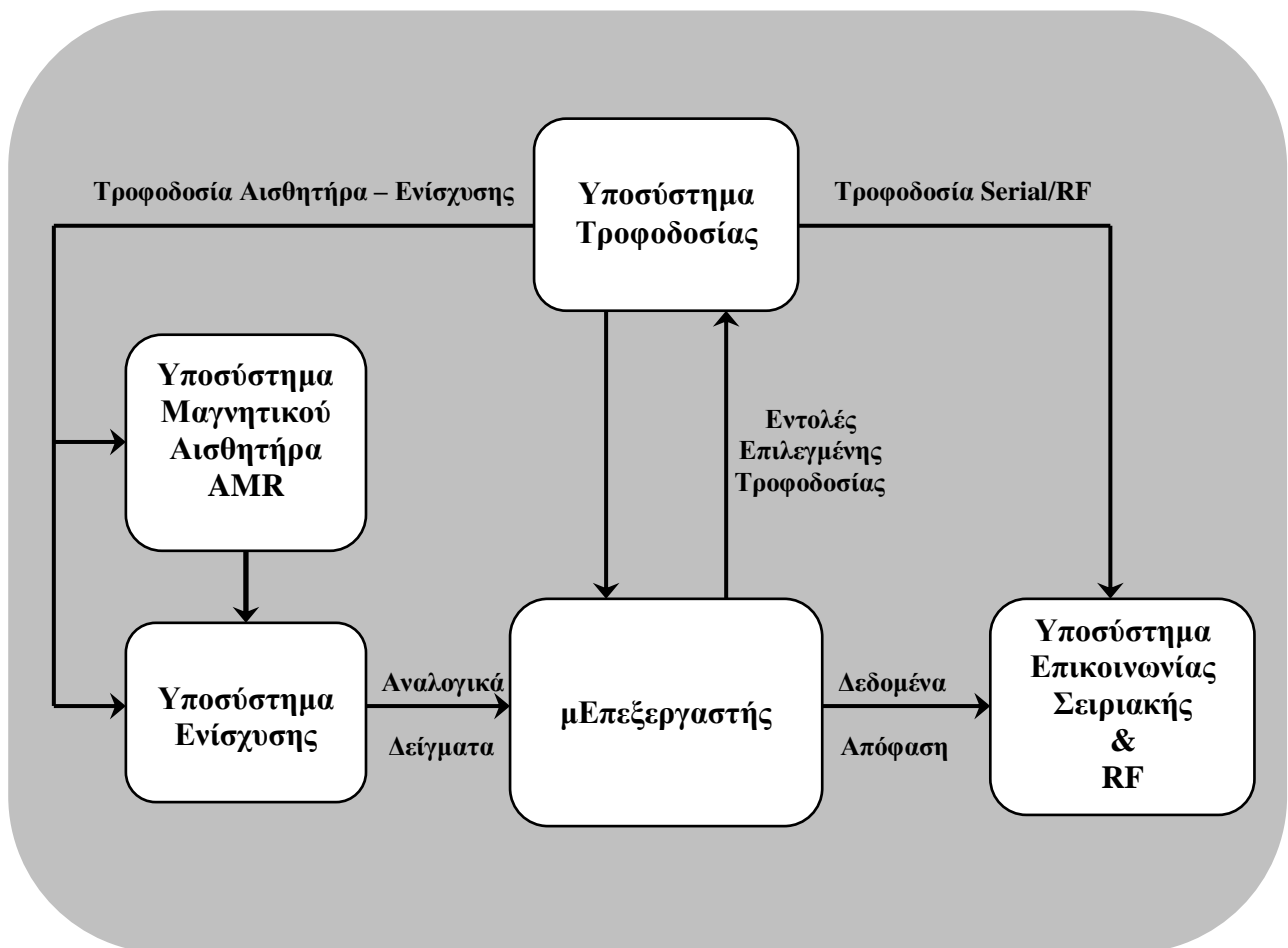 Τροφοδοσία Αισθητήρα – Ενίσχυσης
Υποσύστημα
Τροφοδοσίας
Τροφοδοσία Serial/RF
Υποσύστημα
Μαγνητικού
Αισθητήρα
AMR
Εντολές
Επιλεγμένης
Τροφοδοσίας
Υποσύστημα
Ενίσχυσης
Αναλογικά
Δείγματα
μΕπεξεργαστής
Δεδομένα
Απόφαση
Υποσύστημα
Επικοινωνίας
Σειριακής
&
RF